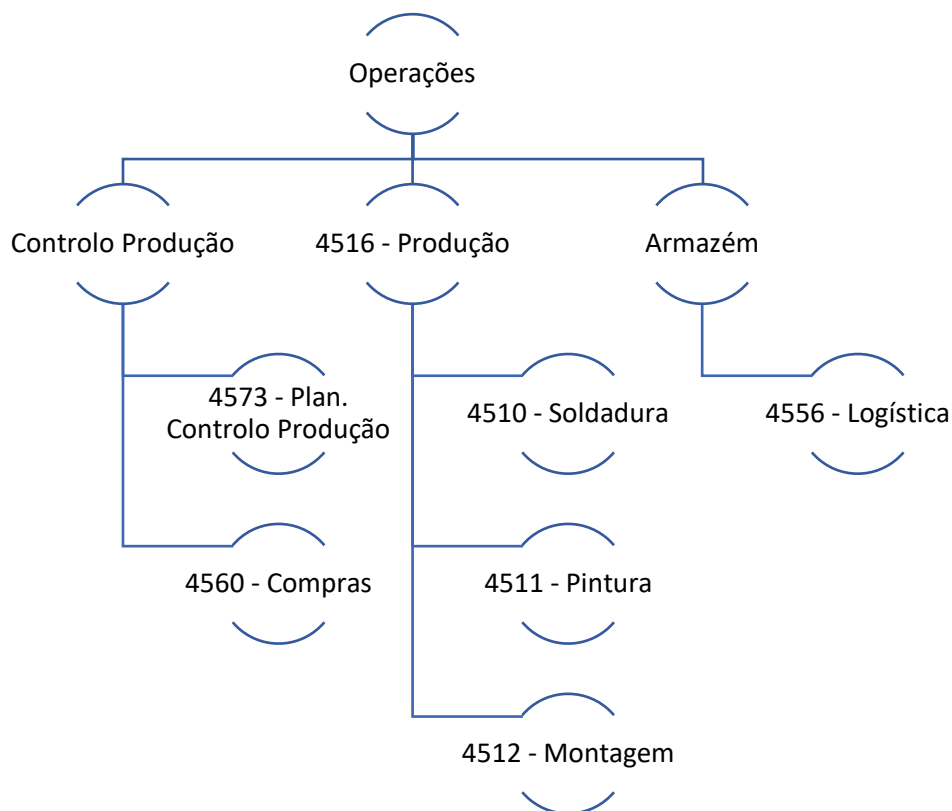 Operações
Controlo Produção
4516 - Produção
Armazém
4573 - Plan.
Controlo Produção
4510 - Soldadura
4556 - Logística
4560 - Compras
4511 - Pintura
4512 - Montagem